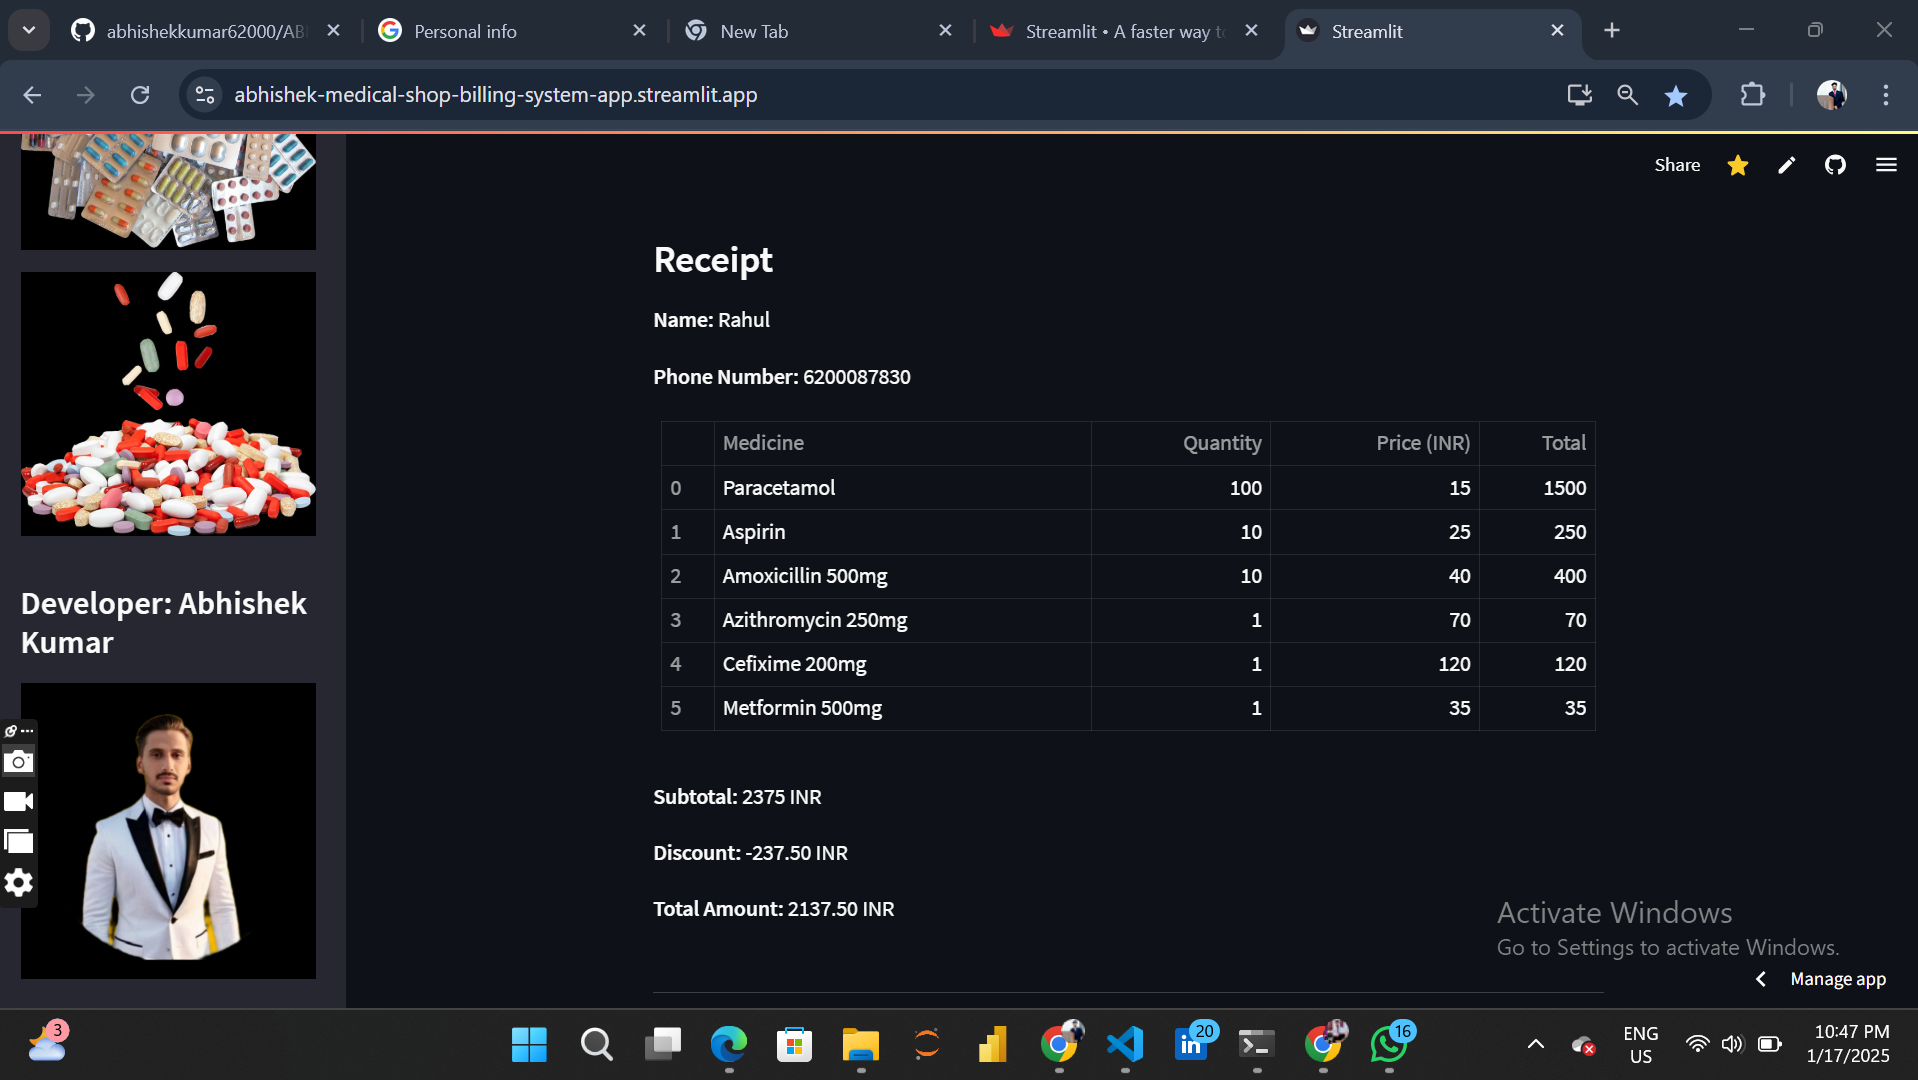 abhishekkumar62000/AB
Personal info
New Tab
Streamlit • A faster way to
Streamlit
abhishek-medical-shop-billing-system-app.streamlit.app
Share
Receipt
Name: Rahul
Phone Number: 6200087830
Medicine Quantity Price (INR) Total
0 Paracetamol 100 15 1500
1 Aspirin 10 25 250
2 Amoxicillin 500mg 10 40 400
3 Azithromycin 250mg 1 70 70
4 Cefixime 200mg 1 120 120
5 Metformin 500mg 1 35 35
Subtotal: 2375 INR
Discount: -237.50 INR
Total Amount: 2137.50 INR
Developer: Abhishek
Kumar
Activate Windows
Go to Settings to activate Windows.
Manage app
3
20
16
ENG
US
10:47 PM
1/17/2025